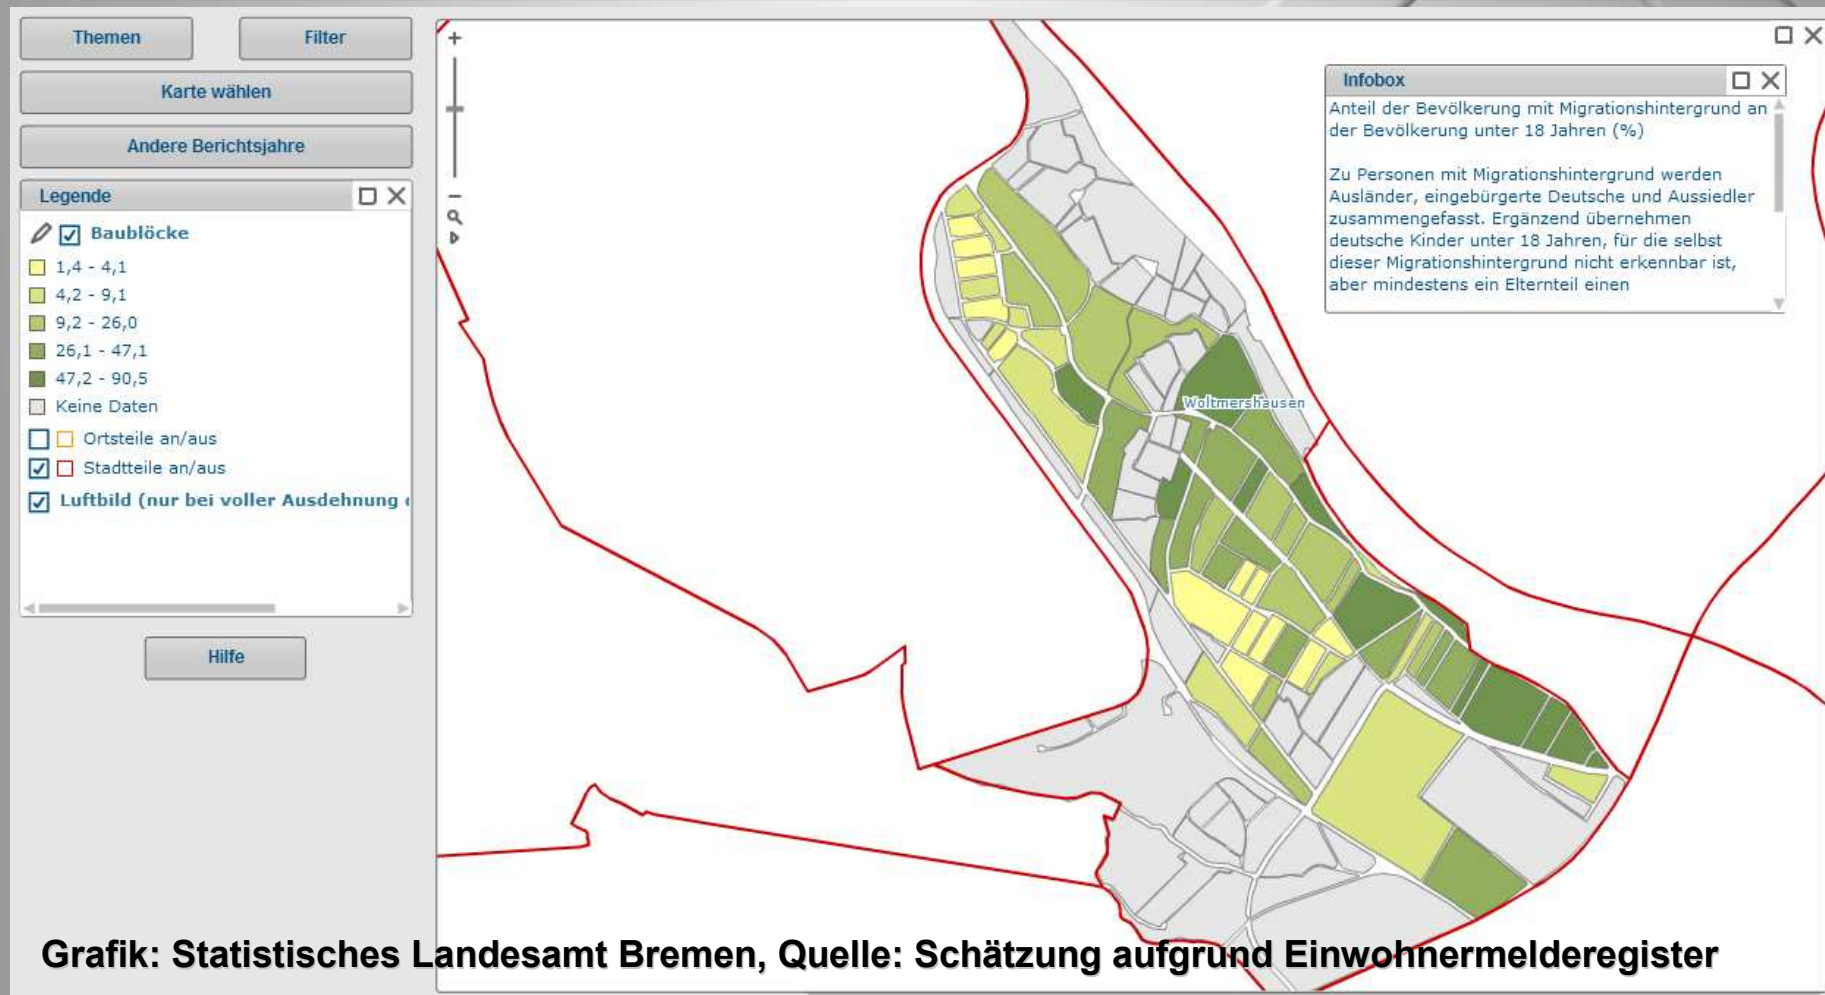 Themen
Filter
Karte wählen
Andere Berichtsjahre
Legende
Baublöcke
1,4 - 4,1
4,2 - 9,1
9,2 - 26,0
26,1 - 47,1
47,2 - 90,5
Keine Daten
Ortsteile an/aus
Stadtteile an/aus
Luftbild (nur bei voller Ausdehnung
Hilfe
Infobox
Anteil der Bevölkerung mit Migrationshintergrund an
der Bevölkerung unter 18 Jahren (%)
Zu Personen mit Migrationshintergrund werden
Ausländer, eingebürgerte Deutsche und Aussiedler
zusammengefasst. Ergänzend übernehmen
deutsche Kinder unter 18 Jahren, für die selbst
dieser Migrationshintergrund nicht erkennbar ist,
aber mindestens ein Elternteil einen
Woltmershausen
Grafik: Statistisches Landesamt Bremen, Quelle: Schätzung aufgrund Einwohnermelderegister